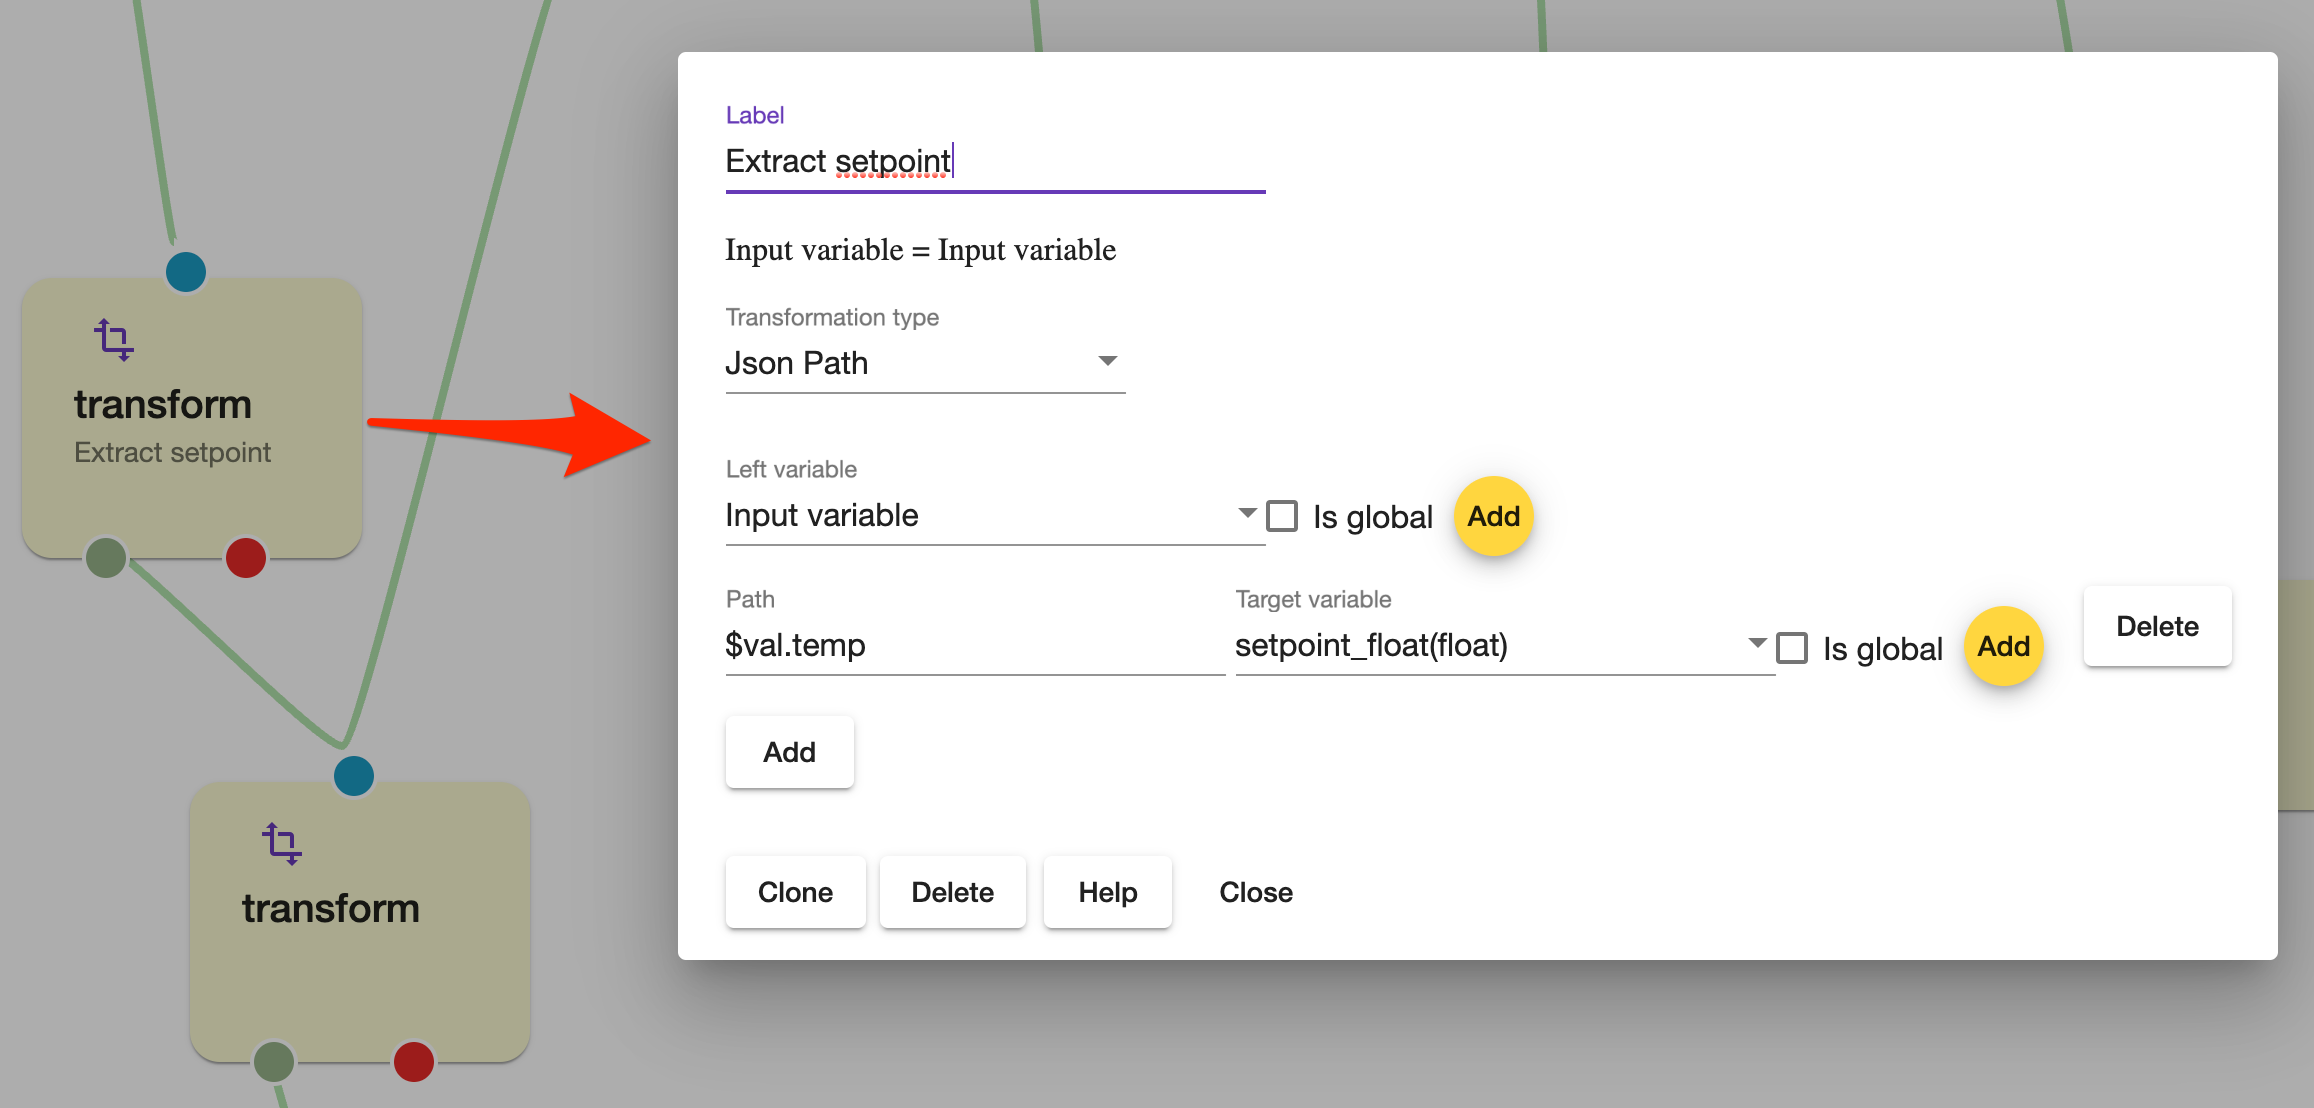 transform
Extract setpoint
transform
Label
Extract setpoint
Input variable = Input variable
Transformation type
Json Path
Left variable
Input variable Is global Add
Path Target variable
$val.temp setpoint_float(float) Is global Add Delete
Add
Clone Delete Help Close